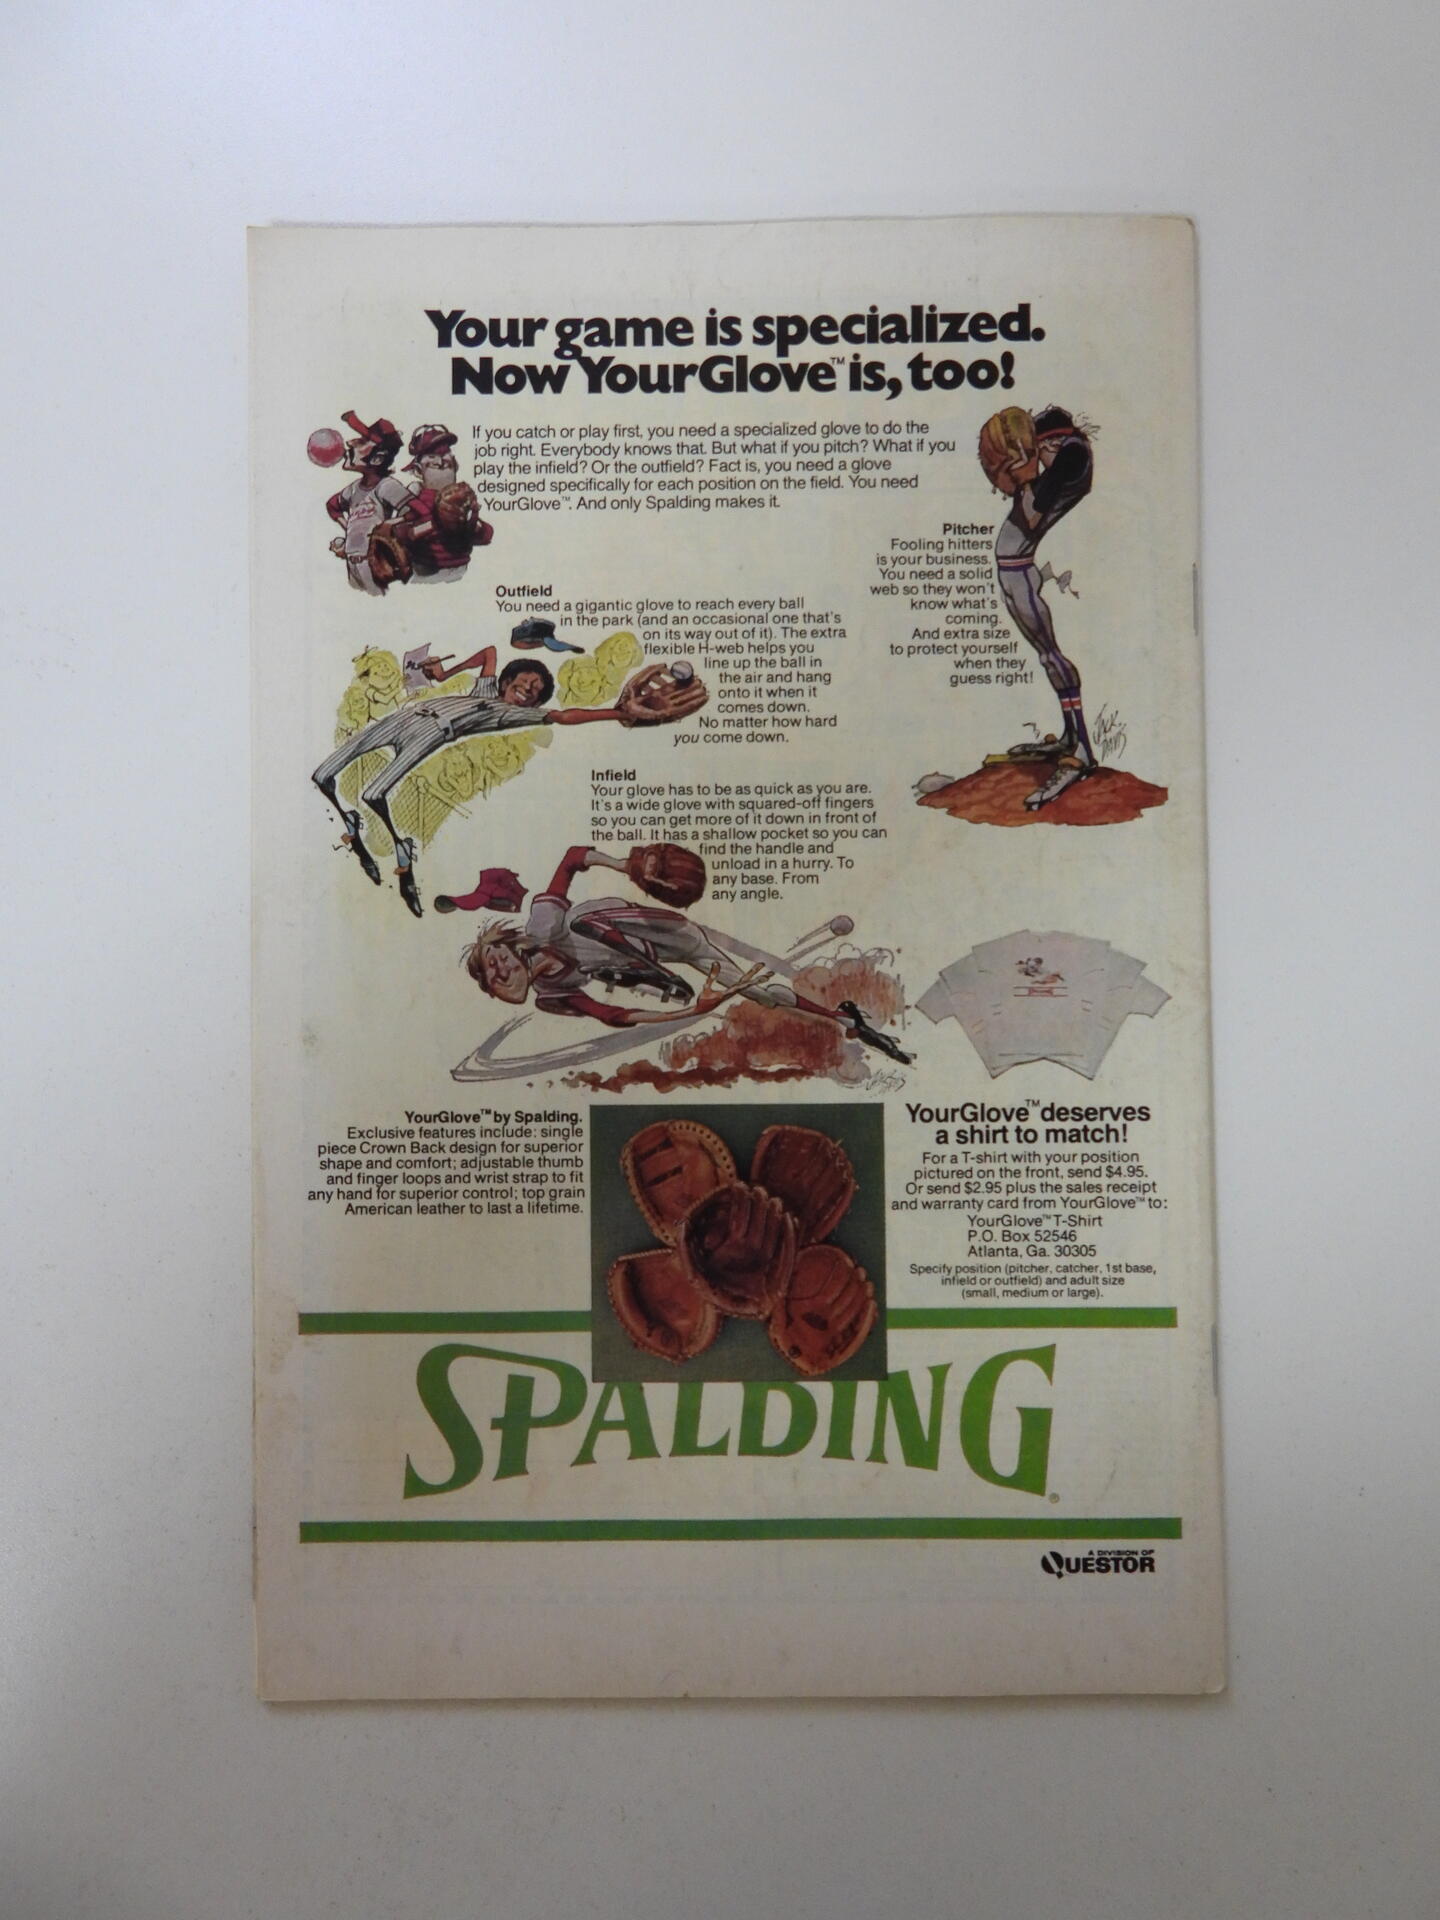 Your game is specialized.
Now YourGlove™ is, too!
If you catch or play first, you need a specialized glove to do the
job right. Everybody knows that. But what if you pitch? What if you
play the infield? Or the outfield? Fact is, you need a glove
designed specifically for each position on the field. You need
YourGlove™. And only Spalding makes it.
Pitcher
Fooling hitters
is your business.
You need a solid
web so they won't
know what's
coming.
And extra size
to protect yourself
when they
guess right!
JACK
DAVIS
Outfield
You need a gigantic glove to reach every ball
in the park (and an occasional one that's
on its way out of it). The extra
flexible H-web helps you
line up the ball in
the air and hang
onto it when it
comes down.
No matter how hard
you come down.
Infield
Your glove has to be as quick as you are.
It's a wide glove with squared-off fingers
so you can get more of it down in front of
the ball. It has a shallow pocket so you can
find the handle and
unload in a hurry. To
any base. From
any angle.
JACK DAVIS
YourGlove™ by Spalding.
Exclusive features include: single
piece Crown Back design for superior
shape and comfort; adjustable thumb
and finger loops and wrist strap to fit
any hand for superior control; top grain
American leather to last a lifetime.
YourGlove™ deserves
a shirt to match!
For a T-shirt with your position
pictured on the front, send $4.95.
Or send $2.95 plus the sales receipt
and warranty card from YourGlove™ to:
YourGlove™ T-Shirt
P.O. Box 52546
Atlanta, Ga. 30305
Specify position (pitcher, catcher, 1st base,
infield or outfield) and adult size
(small, medium or large).
SPALDING®
A DIVISION OF
QUESTOR